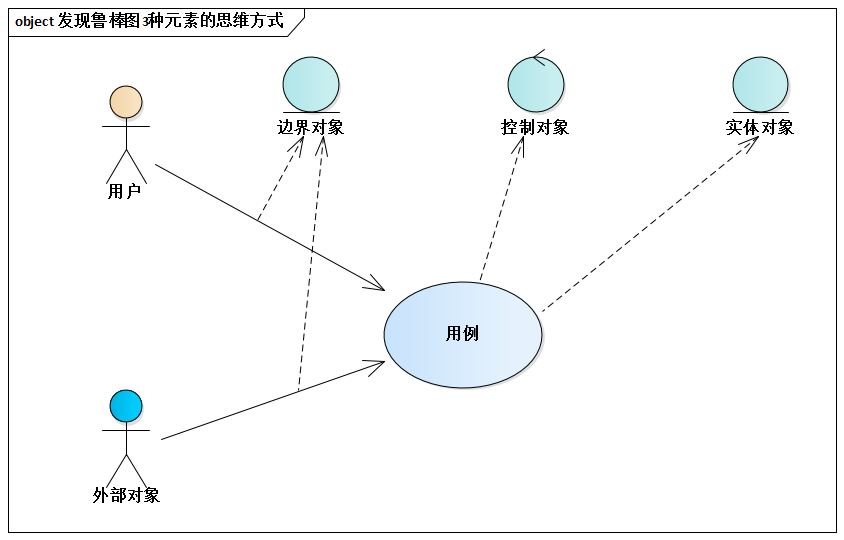 object 发现鲁棒图3种元素的思维方式
边界对象
控制对象
实体对象
用户
用例
外部对象